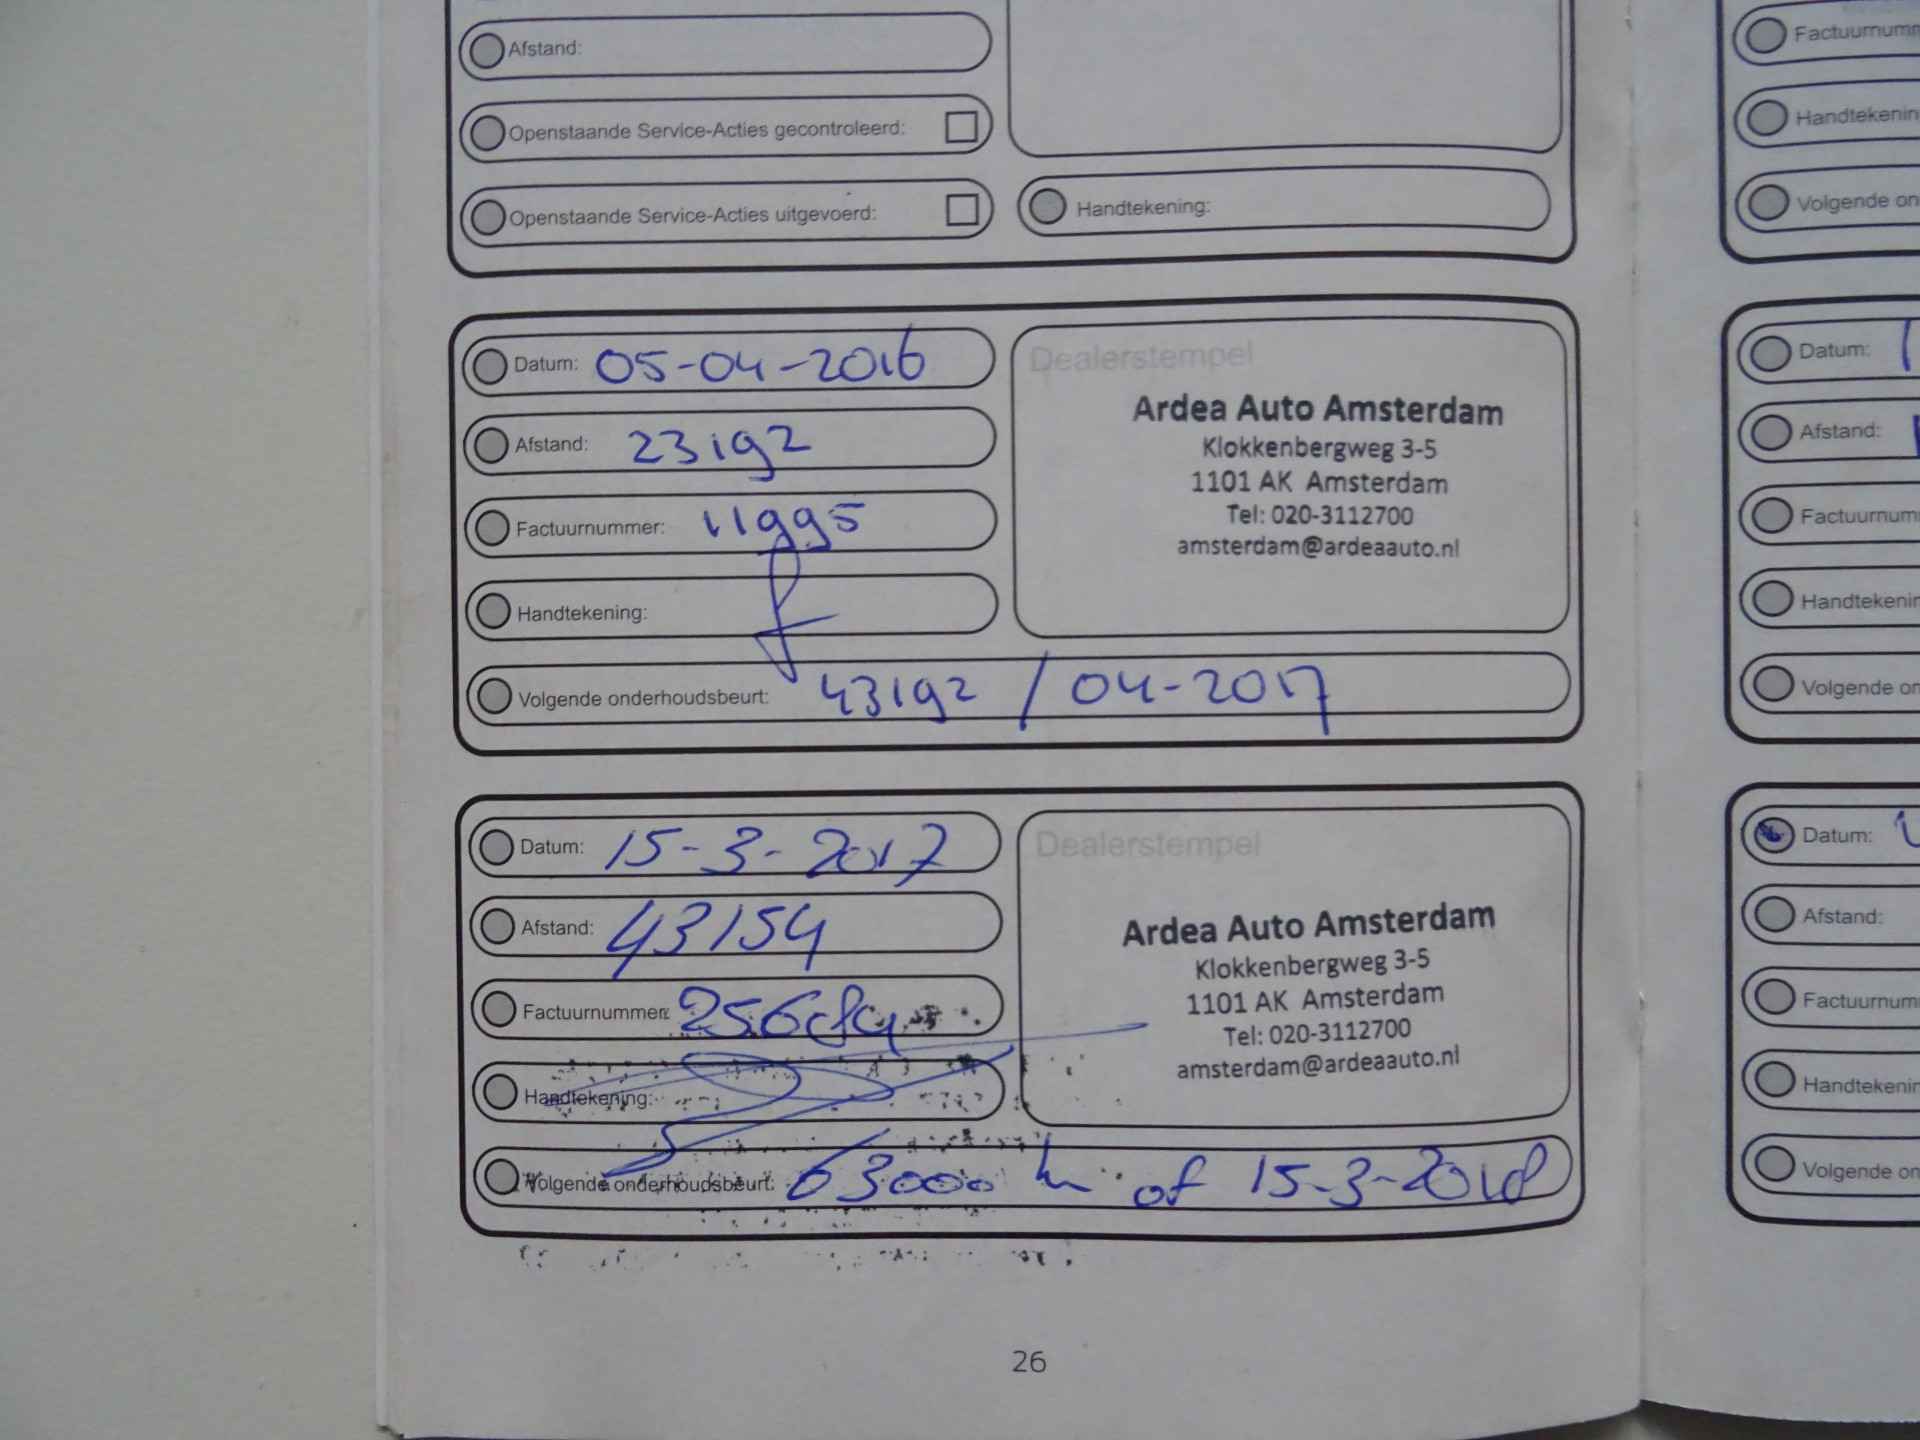 Afstand:
Openstaande Service-Acties gecontroleerd:
Openstaande Service-Acties uitgevoerd:
Handtekening:
Datum: 05-04-2016
Afstand: 23192
Factuurnummer: 11995
Handtekening:
Volgende onderhoudsbeurt: 43192 / 04-2017
Dealerstempel
Ardea Auto Amsterdam
Klokkenbergweg 3-5
1101 AK Amsterdam
Tel: 020-3112700
amsterdam@ardeaauto.nl
Datum: 15-3-2017
Afstand: 43154
Factuurnummer:
Handtekening:
Volgende onderhoudsbeurt: 63000 km of 15-3-2018
Dealerstempel
Ardea Auto Amsterdam
Klokkenbergweg 3-5
1101 AK Amsterdam
Tel: 020-3112700
amsterdam@ardeaauto.nl
26
Factuurnumm
Handtekenin
Volgende on
Datum:
Afstand:
Factuurnum
Handtekenin
Volgende on
Datum:
Afstand:
Factuurnum
Handtekenin
Volgende on